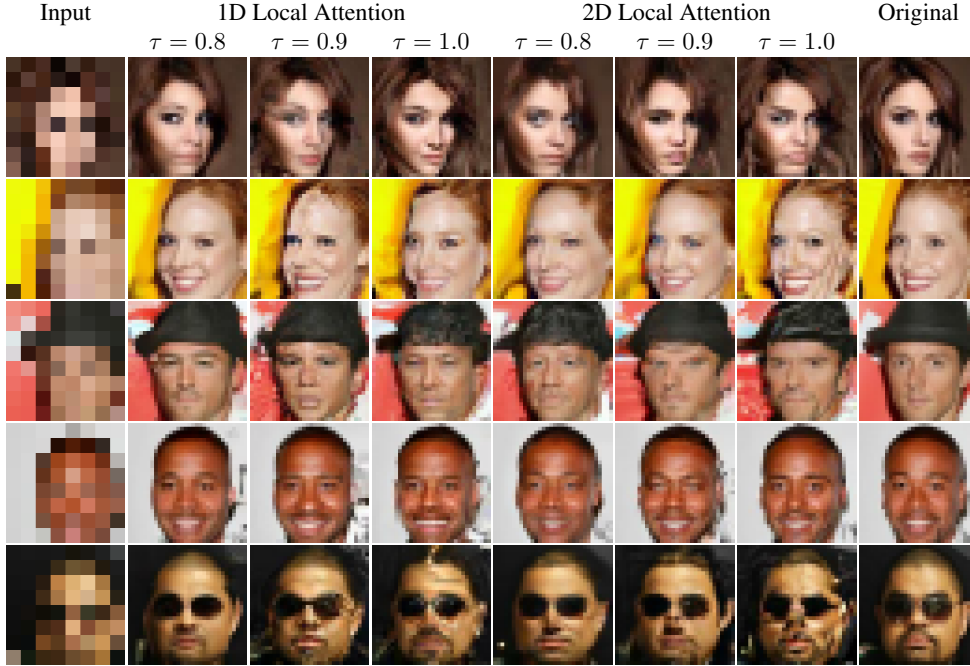 Input 1D Local Attention 2D Local Attention Original
τ = 0.8 τ = 0.9 τ = 1.0 τ = 0.8 τ = 0.9 τ = 1.0